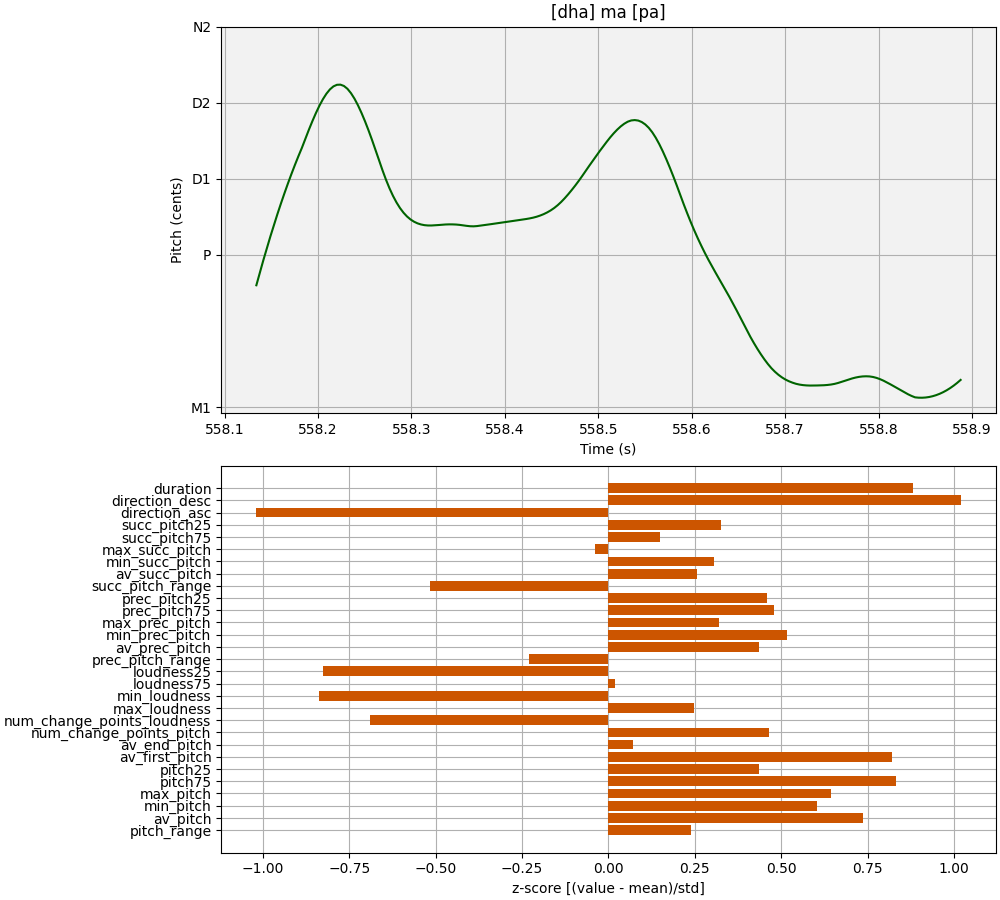 [dha] ma [pa]
N2
D2
D1
P
M1
Pitch (cents)
558.1 558.2 558.3 558.4 558.5 558.6 558.7 558.8 558.9
Time (s)
duration
direction_desc
direction_asc
succ_pitch25
succ_pitch75
max_succ_pitch
min_succ_pitch
av_succ_pitch
succ_pitch_range
prec_pitch25
prec_pitch75
max_prec_pitch
min_prec_pitch
av_prec_pitch
prec_pitch_range
loudness25
loudness75
min_loudness
max_loudness
num_change_points_loudness
num_change_points_pitch
av_end_pitch
av_first_pitch
pitch25
pitch75
max_pitch
min_pitch
av_pitch
pitch_range
−1.00 −0.75 −0.50 −0.25 0.00 0.25 0.50 0.75 1.00
z-score [(value - mean)/std]